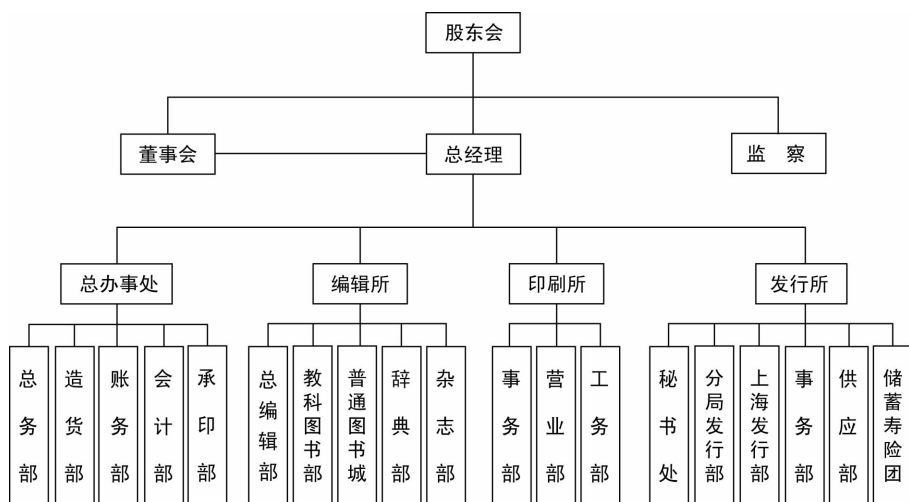 股东会
董事会
总经理
监 察
总办事处
编辑所
印刷所
发行所
总务部
造货部
账务部
会计部
承印部
总编辑部
教科图书部
普通图书城
辞典部
杂志部
事务部
营业部
工务部
秘书处
分局发行部
上海发行部
事务部
供应部
储蓄寿险团